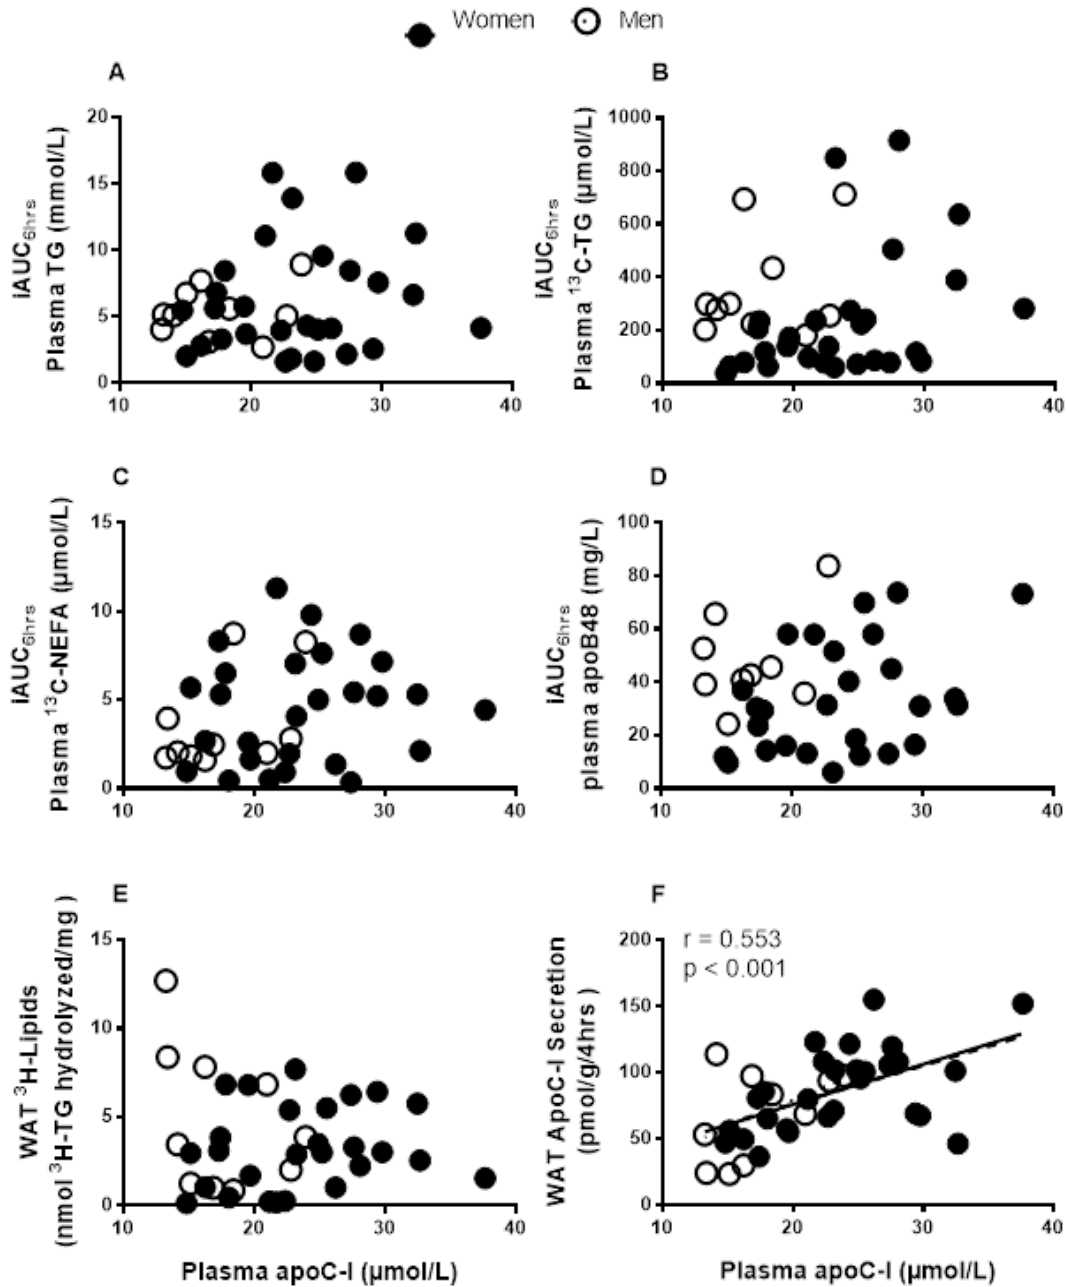 Women Men
A
iAUC6hrs
Plasma TG (mmol/L)
20
15
10
5
0
10 20 30 40
B
iAUC6hrs
Plasma 13C-TG (µmol/L)
1000
800
600
400
200
0
10 20 30 40
C
iAUC6hrs
Plasma 13C-NEFA (µmol/L)
15
10
5
0
10 20 30 40
D
iAUC6hrs
plasma apoB48 (mg/L)
100
80
60
40
20
0
10 20 30 40
E
WAT 3H-Lipids
(nmol 3H-TG hydrolyzed/mg)
15
10
5
0
10 20 30 40
Plasma apoC-I (µmol/L)
F
WAT ApoC-I Secretion
(pmol/g/4hrs)
200
150
100
50
0
r = 0.553
p < 0.001
10 20 30 40
Plasma apoC-I (µmol/L)